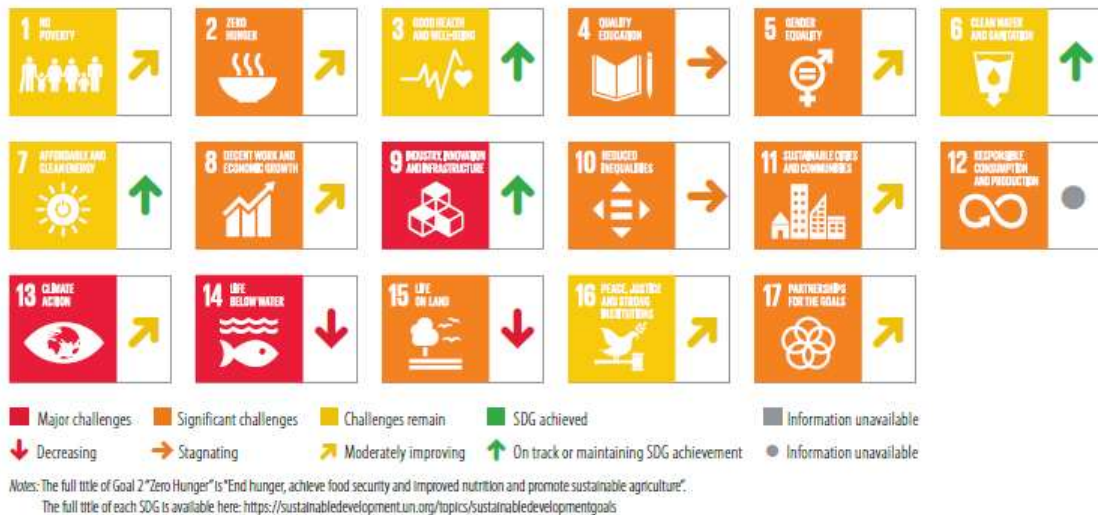 1 NO POVERTY
2 ZERO HUNGER
3 GOOD HEALTH AND WELL-BEING
4 QUALITY EDUCATION
5 GENDER EQUALITY
6 CLEAN WATER AND SANITATION
7 AFFORDABLE AND CLEAN ENERGY
8 DECENT WORK AND ECONOMIC GROWTH
9 INDUSTRY, INNOVATION AND INFRASTRUCTURE
10 REDUCED INEQUALITIES
11 SUSTAINABLE CITIES AND COMMUNITIES
12 RESPONSIBLE CONSUMPTION AND PRODUCTION
13 CLIMATE ACTION
14 LIFE BELOW WATER
15 LIFE ON LAND
16 PEACE, JUSTICE AND STRONG INSTITUTIONS
17 PARTNERSHIPS FOR THE GOALS
Major challenges Significant challenges Challenges remain SDG achieved Information unavailable
Decreasing Stagnating Moderately improving On track or maintaining SDG achievement Information unavailable
Notes: The full title of Goal 2 "Zero Hunger" is "End hunger, achieve food security and improved nutrition and promote sustainable agriculture".
The full title of each SDG is available here: https://sustainabledevelopment.un.org/topics/sustainabledevelopmentgoals